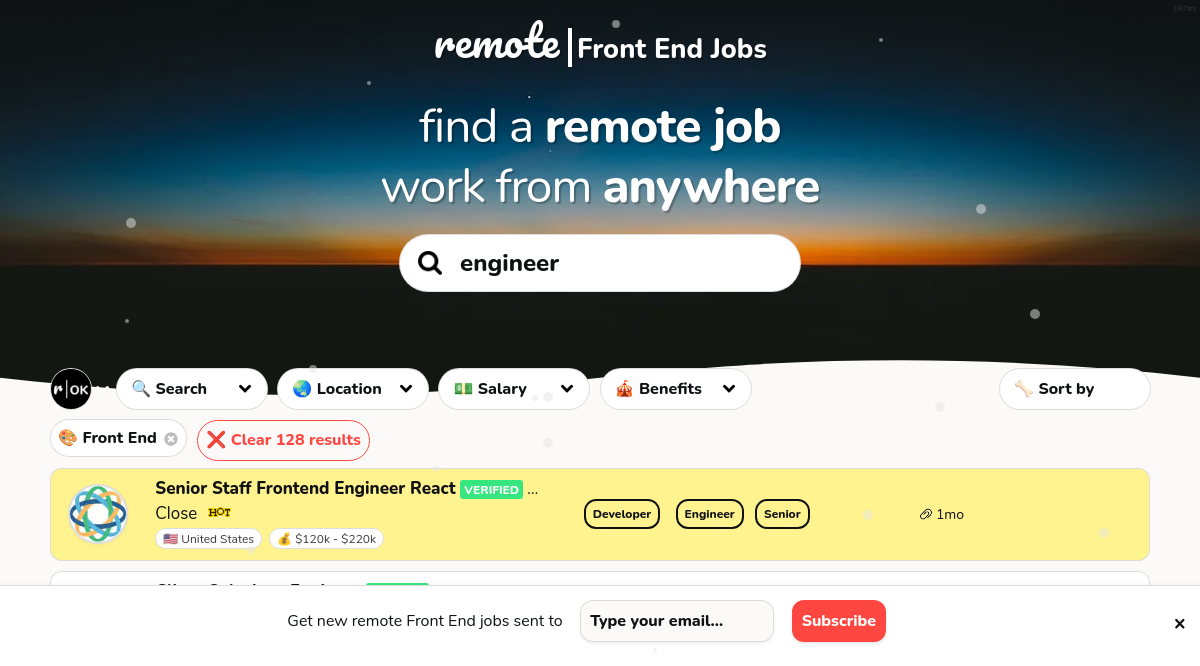 remote | Front End Jobs
find a remote job
work from anywhere
engineer
r|OK
🔍 Search
🌏 Location
💵 Salary
🎪 Benefits
🦴 Sort by
🎨 Front End
❌ Clear 128 results
Senior Staff Frontend Engineer React VERIFIED ...
Close HOT
🇺🇸 United States
💰 $120k - $220k
Developer
Engineer
Senior
1mo
Get new remote Front End jobs sent to
Type your email...
Subscribe